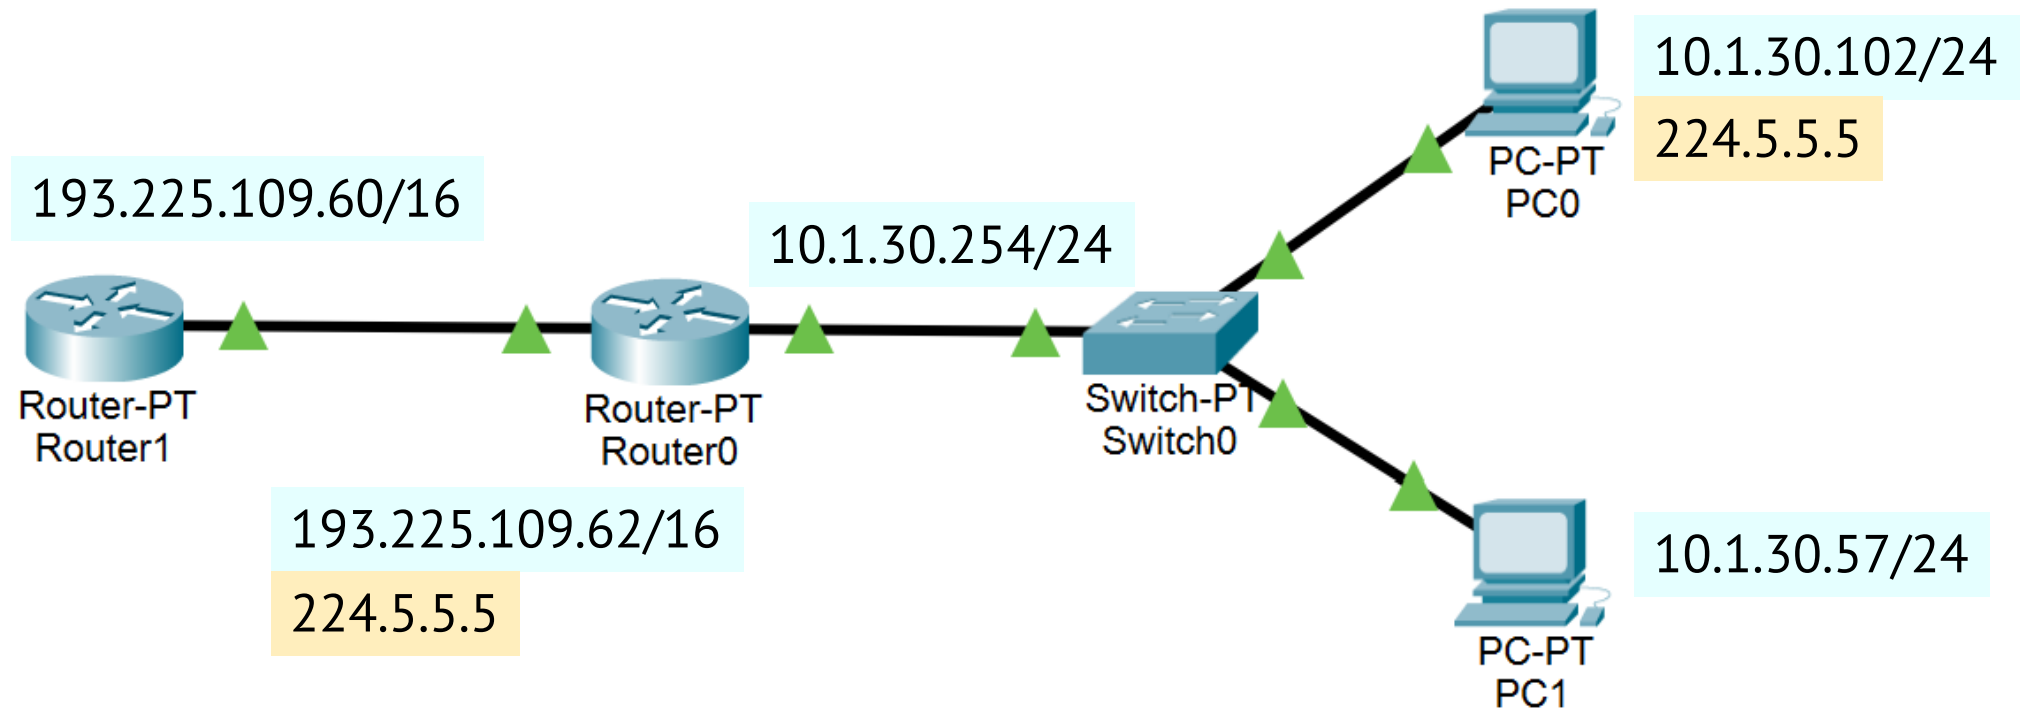 10.1.30.102/24
224.5.5.5
PC-PT
PC0
193.225.109.60/16
10.1.30.254/24
Router-PT
Router1
Router-PT
Router0
Switch-PT
Switch0
193.225.109.62/16
224.5.5.5
10.1.30.57/24
PC-PT
PC1